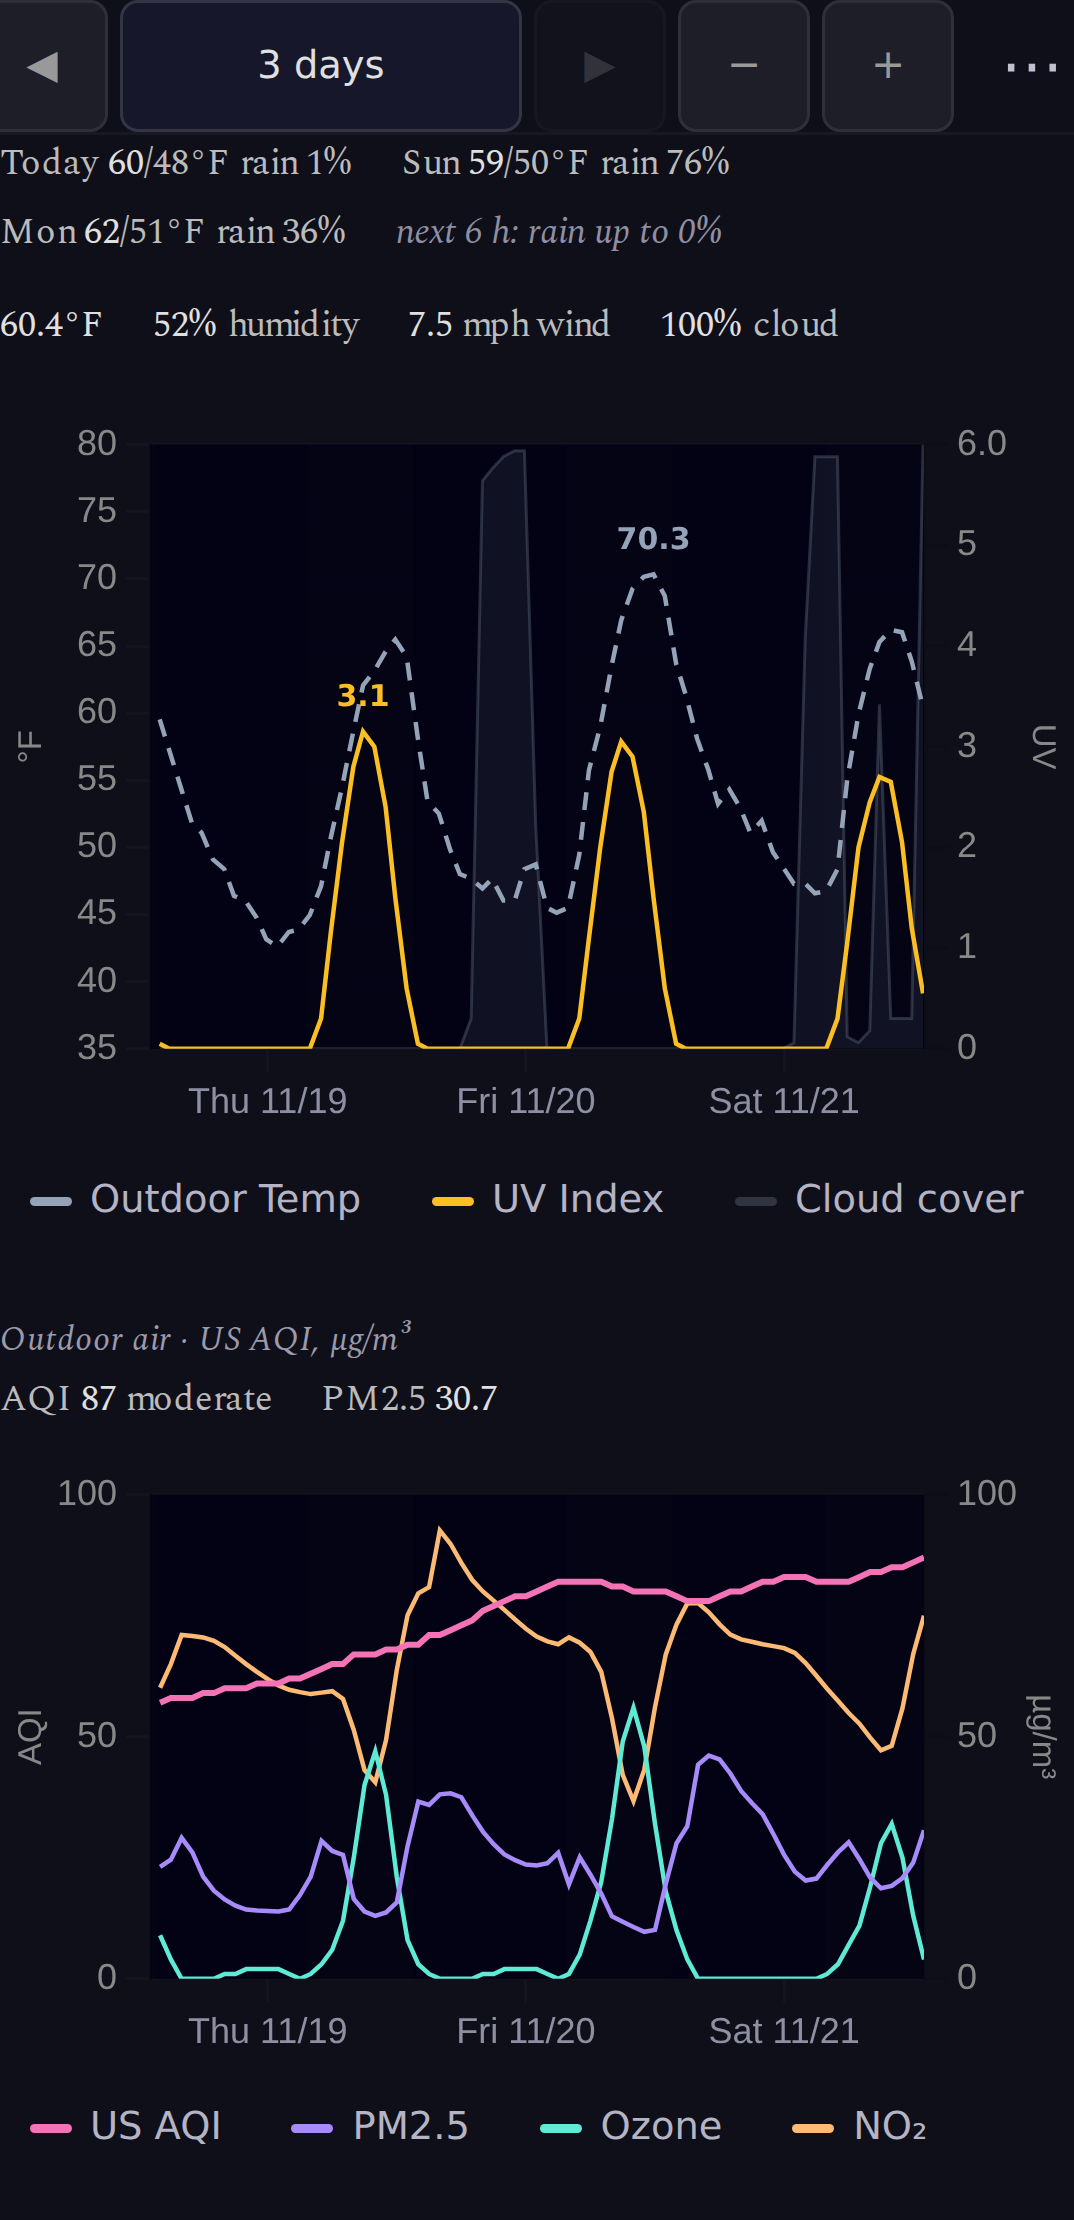 ◀ 3 days ▶ − + ⋯
Today 60/48°F rain 1% Sun 59/50°F rain 76%
Mon 62/51°F rain 36% next 6 h: rain up to 0%
60.4°F 52% humidity 7.5 mph wind 100% cloud
80 6.0
75
5
70
70.3
65 4
3.1
60
3
°F UV
55
50 2
45
1
40
35 0
Thu 11/19 Fri 11/20 Sat 11/21
Outdoor Temp UV Index Cloud cover
Outdoor air · US AQI, µg/m³
AQI 87 moderate PM2.5 30.7
100 100
AQI 50 50 µg/m³
0 0
Thu 11/19 Fri 11/20 Sat 11/21
US AQI PM2.5 Ozone NO₂